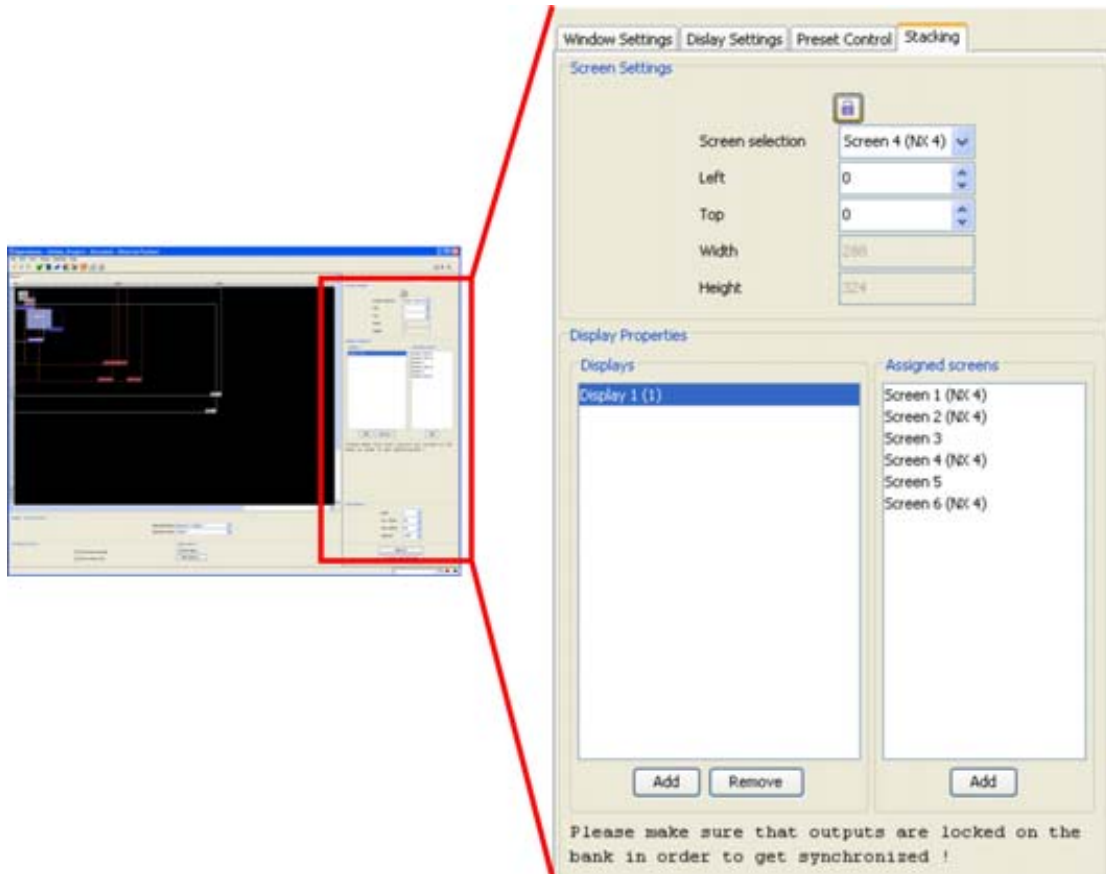 Window Settings Dislay Settings Preset Control Stacking
Screen Settings
Screen selection Screen 4 (NX 4)
Left 0
Top 0
Width 288
Height 324
Display Properties
Displays Assigned screens
Display 1 (1) Screen 1 (NX 4)
Screen 2 (NX 4)
Screen 3
Screen 4 (NX 4)
Screen 5
Screen 6 (NX 4)
Add Remove Add
Please make sure that outputs are locked on the
bank in order to get synchronized !